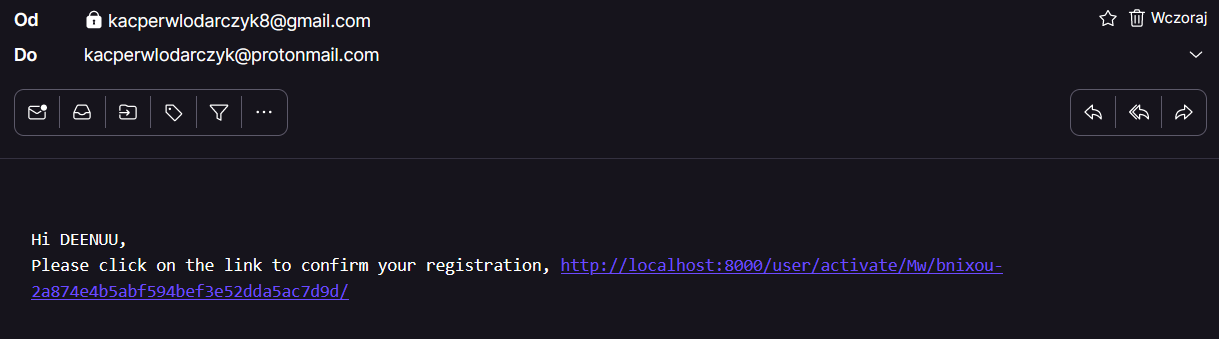 Od kacperwlodarczyk8@gmail.com Wczoraj
Do kacperwlodarczyk@protonmail.com
Hi DEENUU,
Please click on the link to confirm your registration, http://localhost:8000/user/activate/Mw/bnixou-
2a874e4b5abf594bef3e52dda5ac7d9d/